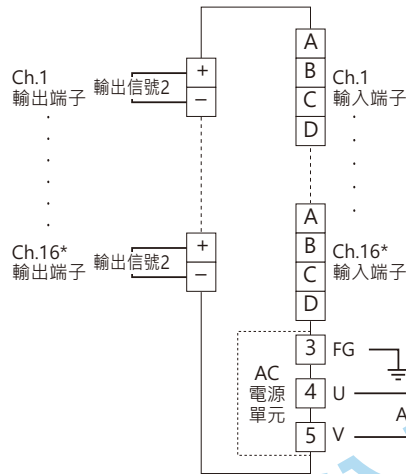 Ch.1
輸出端子
輸出信號2
+
−
A
B
C
D
Ch.1
輸入端子
Ch.16*
輸出端子
輸出信號2
+
−
A
B
C
D
Ch.16*
輸入端子
AC
電源
單元
3 FG
4 U
5 V
A